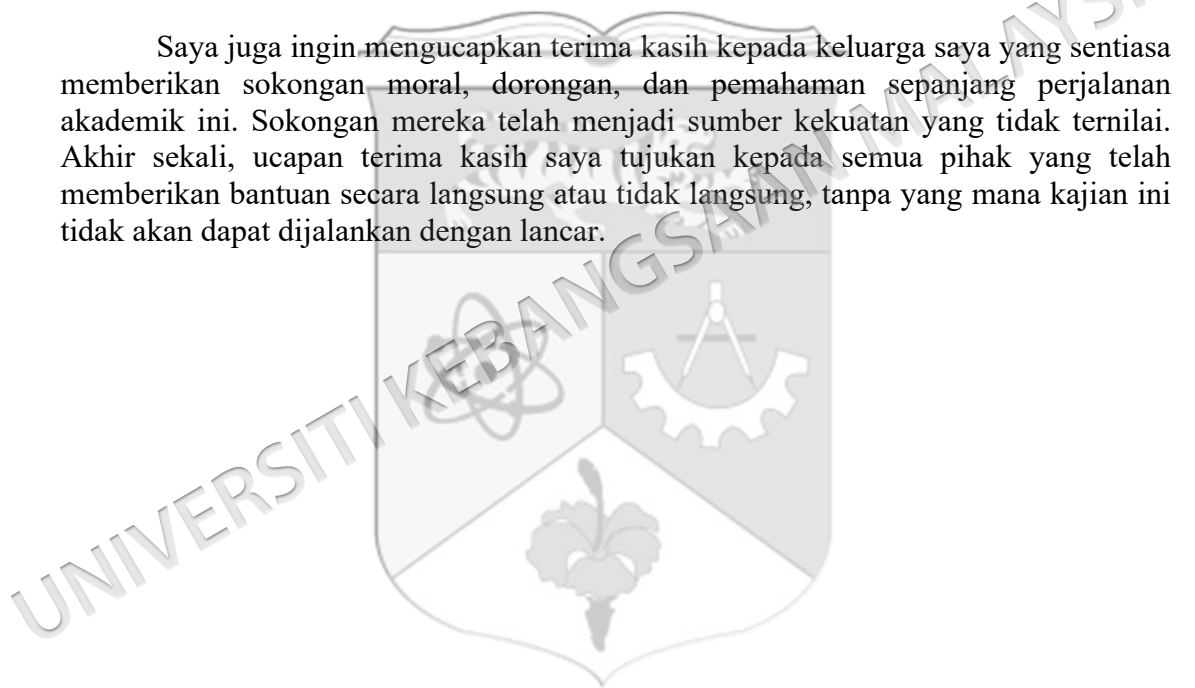 Saya juga ingin mengucapkan terima kasih kepada keluarga saya yang sentiasa
memberikan sokongan moral, dorongan, dan pemahaman sepanjang perjalanan
akademik ini. Sokongan mereka telah menjadi sumber kekuatan yang tidak ternilai.
Akhir sekali, ucapan terima kasih saya tujukan kepada semua pihak yang telah
memberikan bantuan secara langsung atau tidak langsung, tanpa yang mana kajian ini
tidak akan dapat dijalankan dengan lancar.
UNIVERSITI KEBANGSAAN MALAYSI